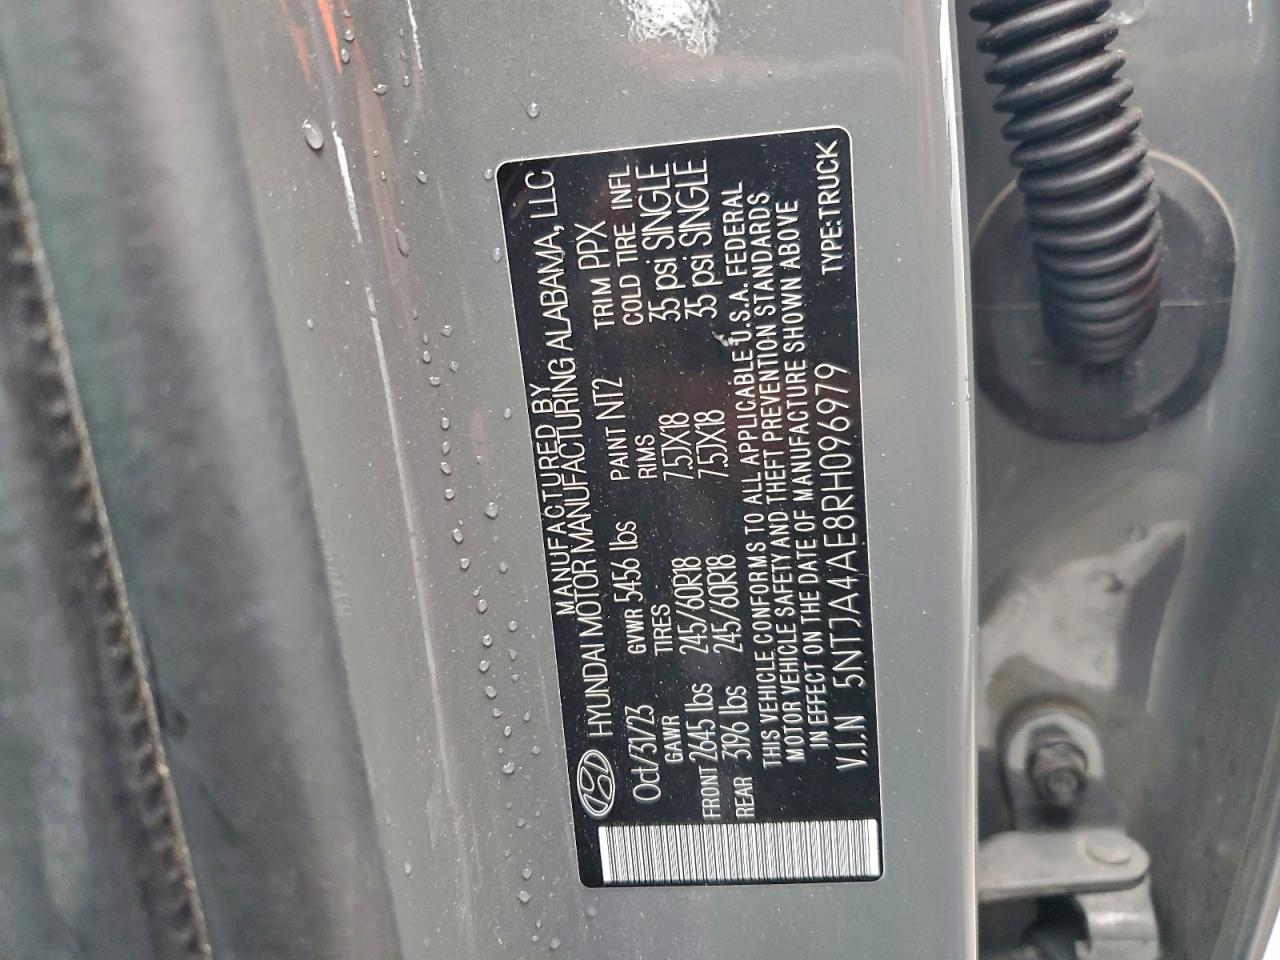 MANUFACTURED BY
HYUNDAI MOTOR MANUFACTURING ALABAMA, LLC
Oct/31/23 GVWR 5456 lbs PAINT NT2 TRIM PPX
GAWR TIRES RIMS COLD TIRE INFL
FRONT 2645 lbs 245/60R18 7.5JX18 35 psi SINGLE
REAR 3196 lbs 245/60R18 7.5JX18 35 psi SINGLE
THIS VEHICLE CONFORMS TO ALL APPLICABLE U.S.A. FEDERAL
MOTOR VEHICLE SAFETY AND THEFT PREVENTION STANDARDS
IN EFFECT ON THE DATE OF MANUFACTURE SHOWN ABOVE
V.I.N 5NTJA4AE8RH096979 TYPE:TRUCK